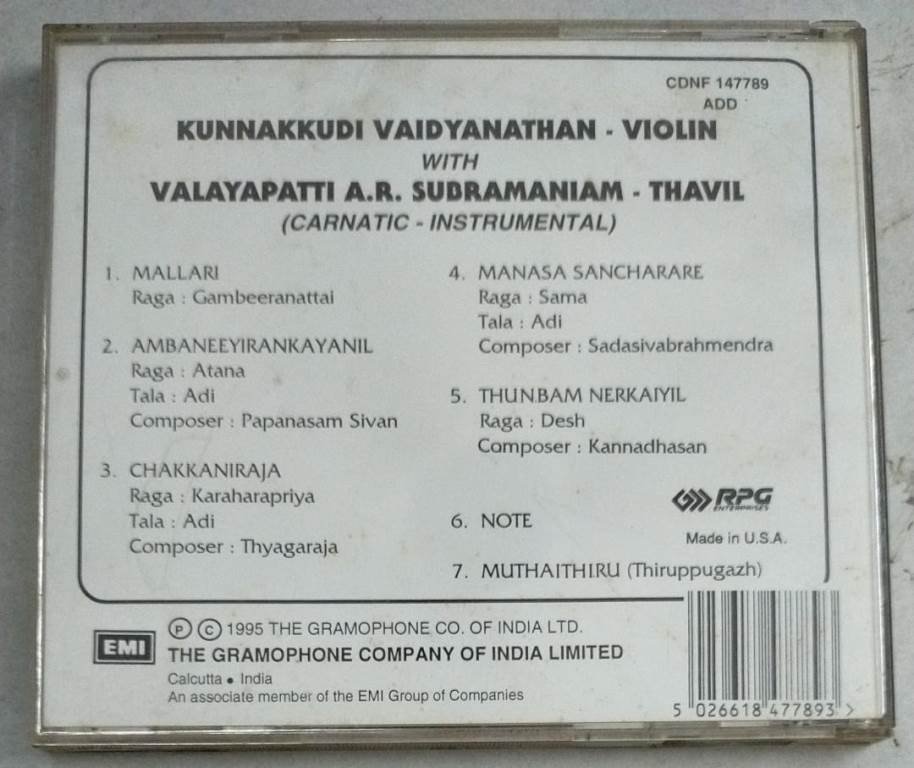 CDNF 147789
ADD
KUNNAKKUDI VAIDYANATHAN - VIOLIN
WITH
VALAYAPATTI A.R. SUBRAMANIAM - THAVIL
(CARNATIC - INSTRUMENTAL)
1. MALLARI
Raga : Gambeeranattai
2. AMBANEEYIRANKAYANIL
Raga : Atana
Tala : Adi
Composer : Papanasam Sivan
3. CHAKKANIRAJA
Raga : Karaharapriya
Tala : Adi
Composer : Thyagaraja
4. MANASA SANCHARARE
Raga : Sama
Tala : Adi
Composer : Sadasivabrahmendra
5. THUNBAM NERKAIYIL
Raga : Desh
Composer : Kannadhasan
6. NOTE
7. MUTHAITHIRU (Thiruppugazh)
RPG
ENTERPRISES
Made in U.S.A.
EMI
Ⓟ © 1995 THE GRAMOPHONE CO. OF INDIA LTD.
THE GRAMOPHONE COMPANY OF INDIA LIMITED
Calcutta • India
An associate member of the EMI Group of Companies
5 026618 477893 >